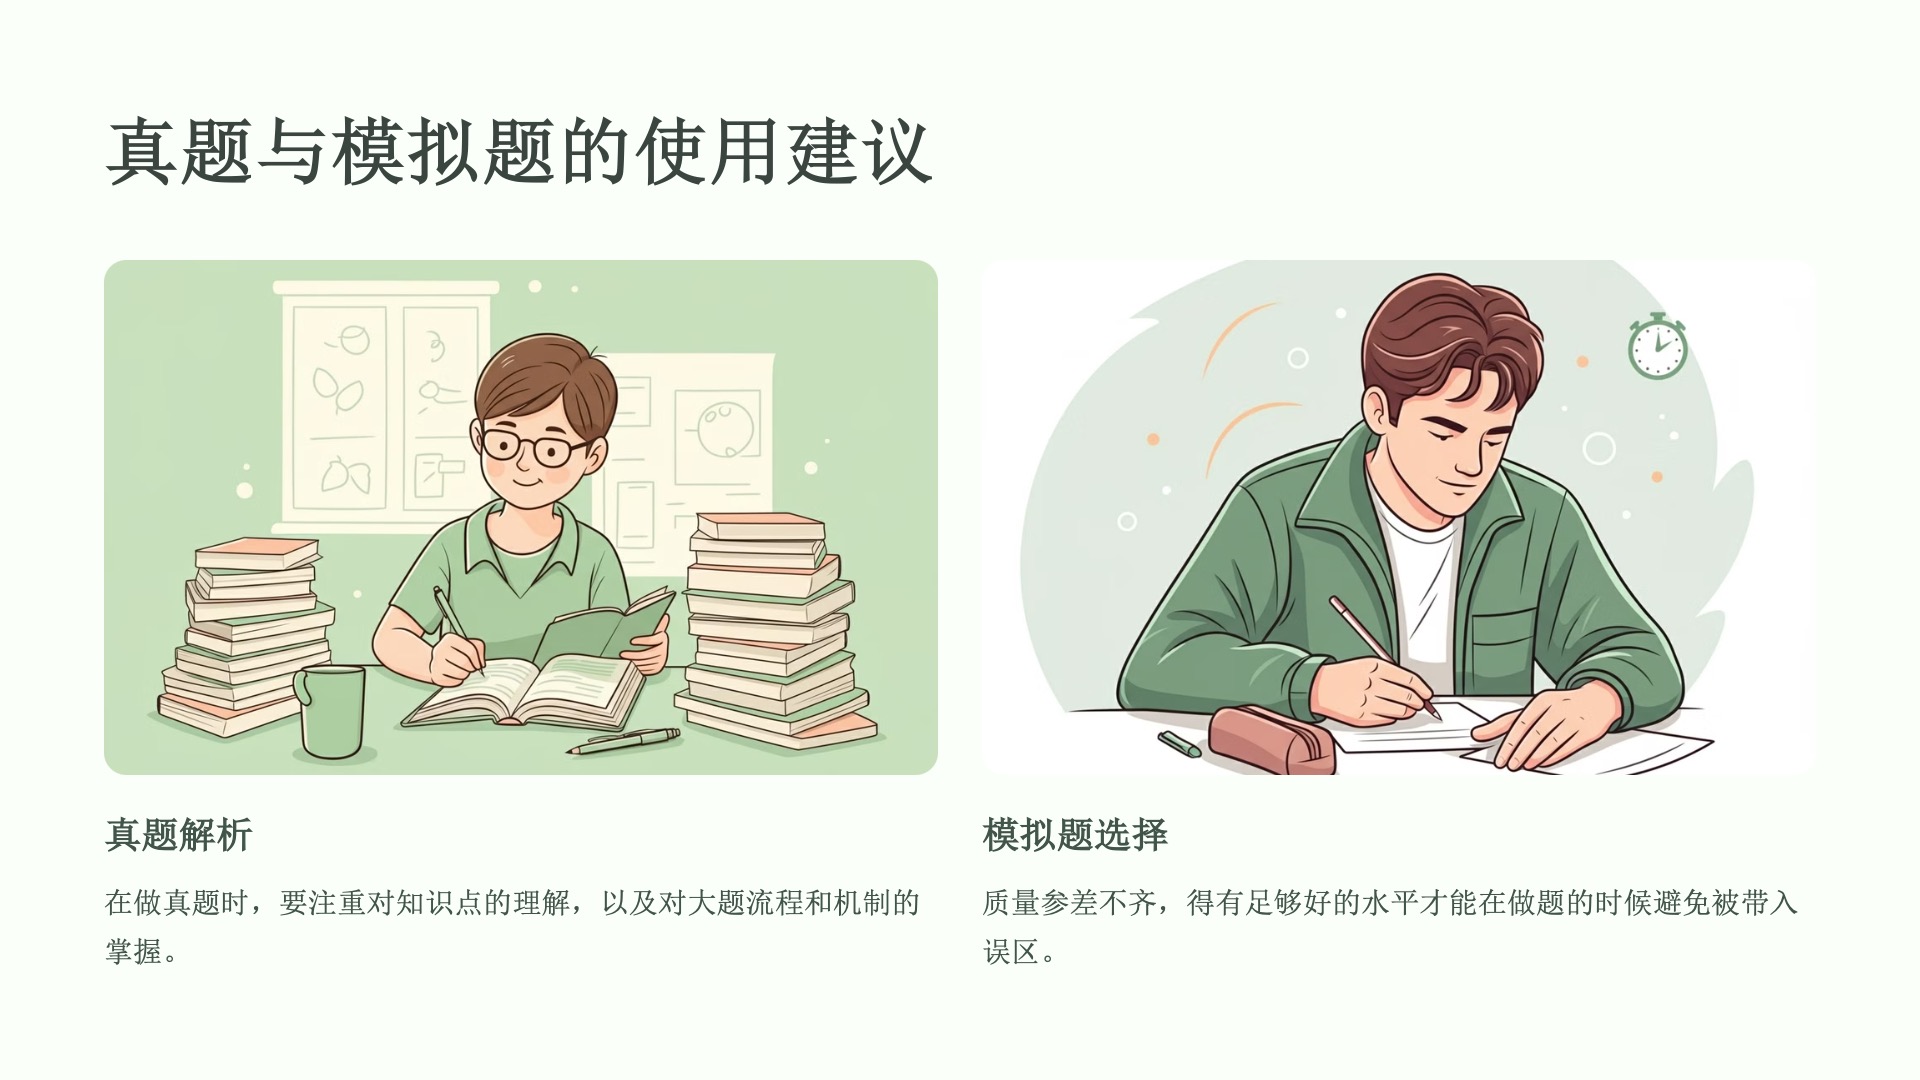 真题与模拟题的使用建议
真题解析
在做真题时，要注重对知识点的理解，以及对大题流程和机制的
掌握。
模拟题选择
质量参差不齐，得有足够好的水平才能在做题的时候避免被带入
误区。